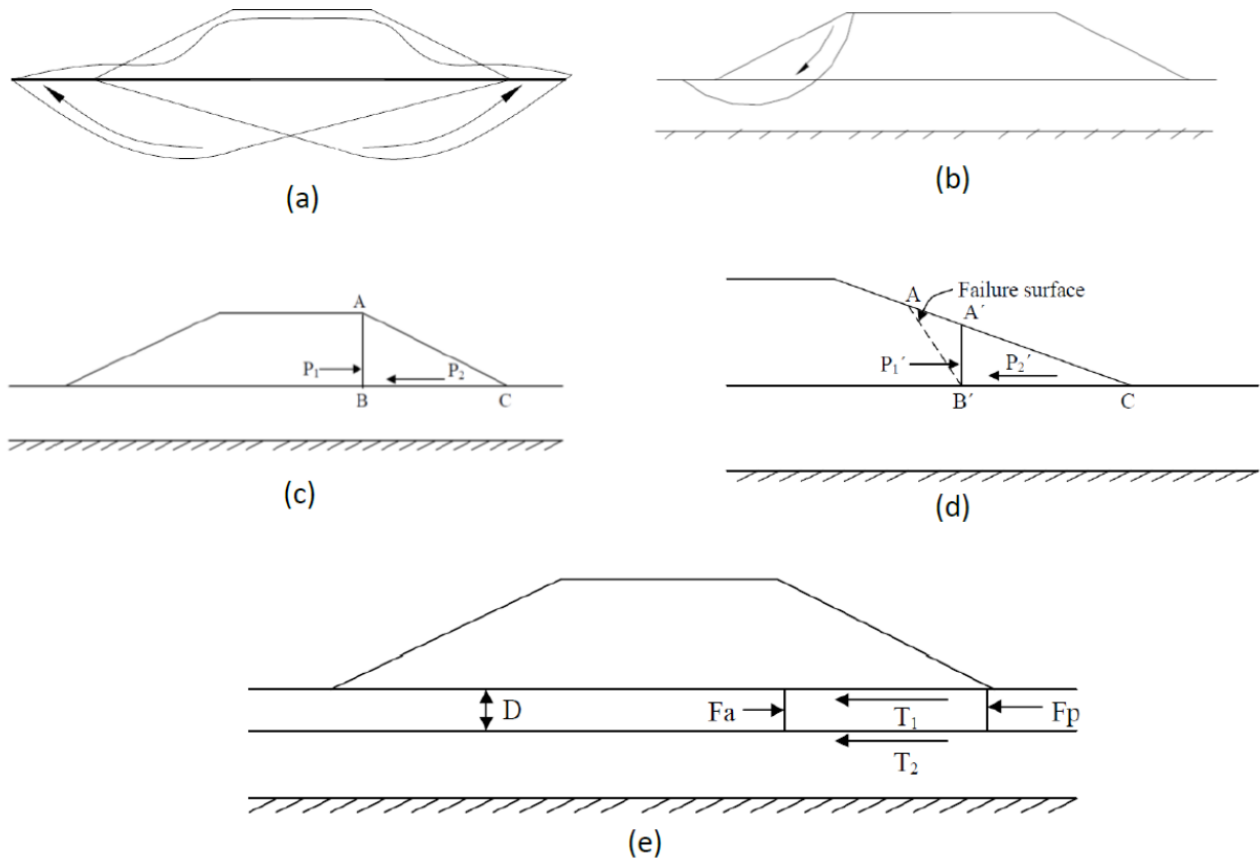 (a)
(b)
A
P₁
P₂
B
C
(c)
A
Failure surface
A´
P₁´
P₂´
B´
C
(d)
D
Fa
T₁
Fp
T₂
(e)